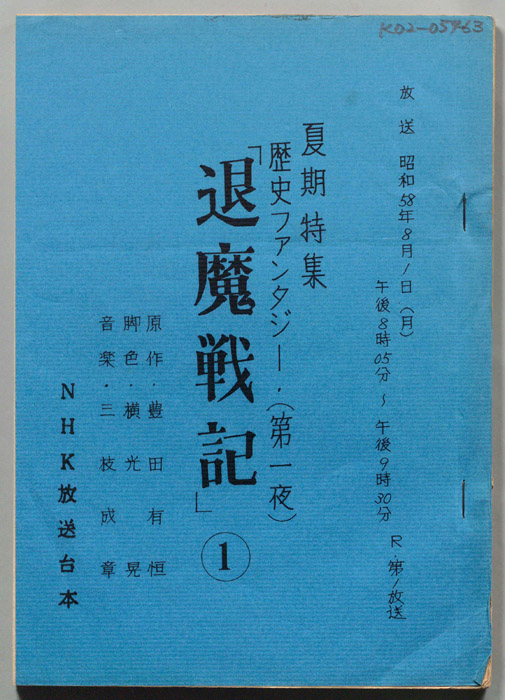 K02-05963
放送 昭和58年8月1日(月)
午後8時05分~午後9時30分 R・第1放送
夏期特集
歴史ファンタジー・(第一夜)
「退魔戦記」①
原作・豊田有恒
脚色・横光晃
音楽・三枝成章
NHK放送台本